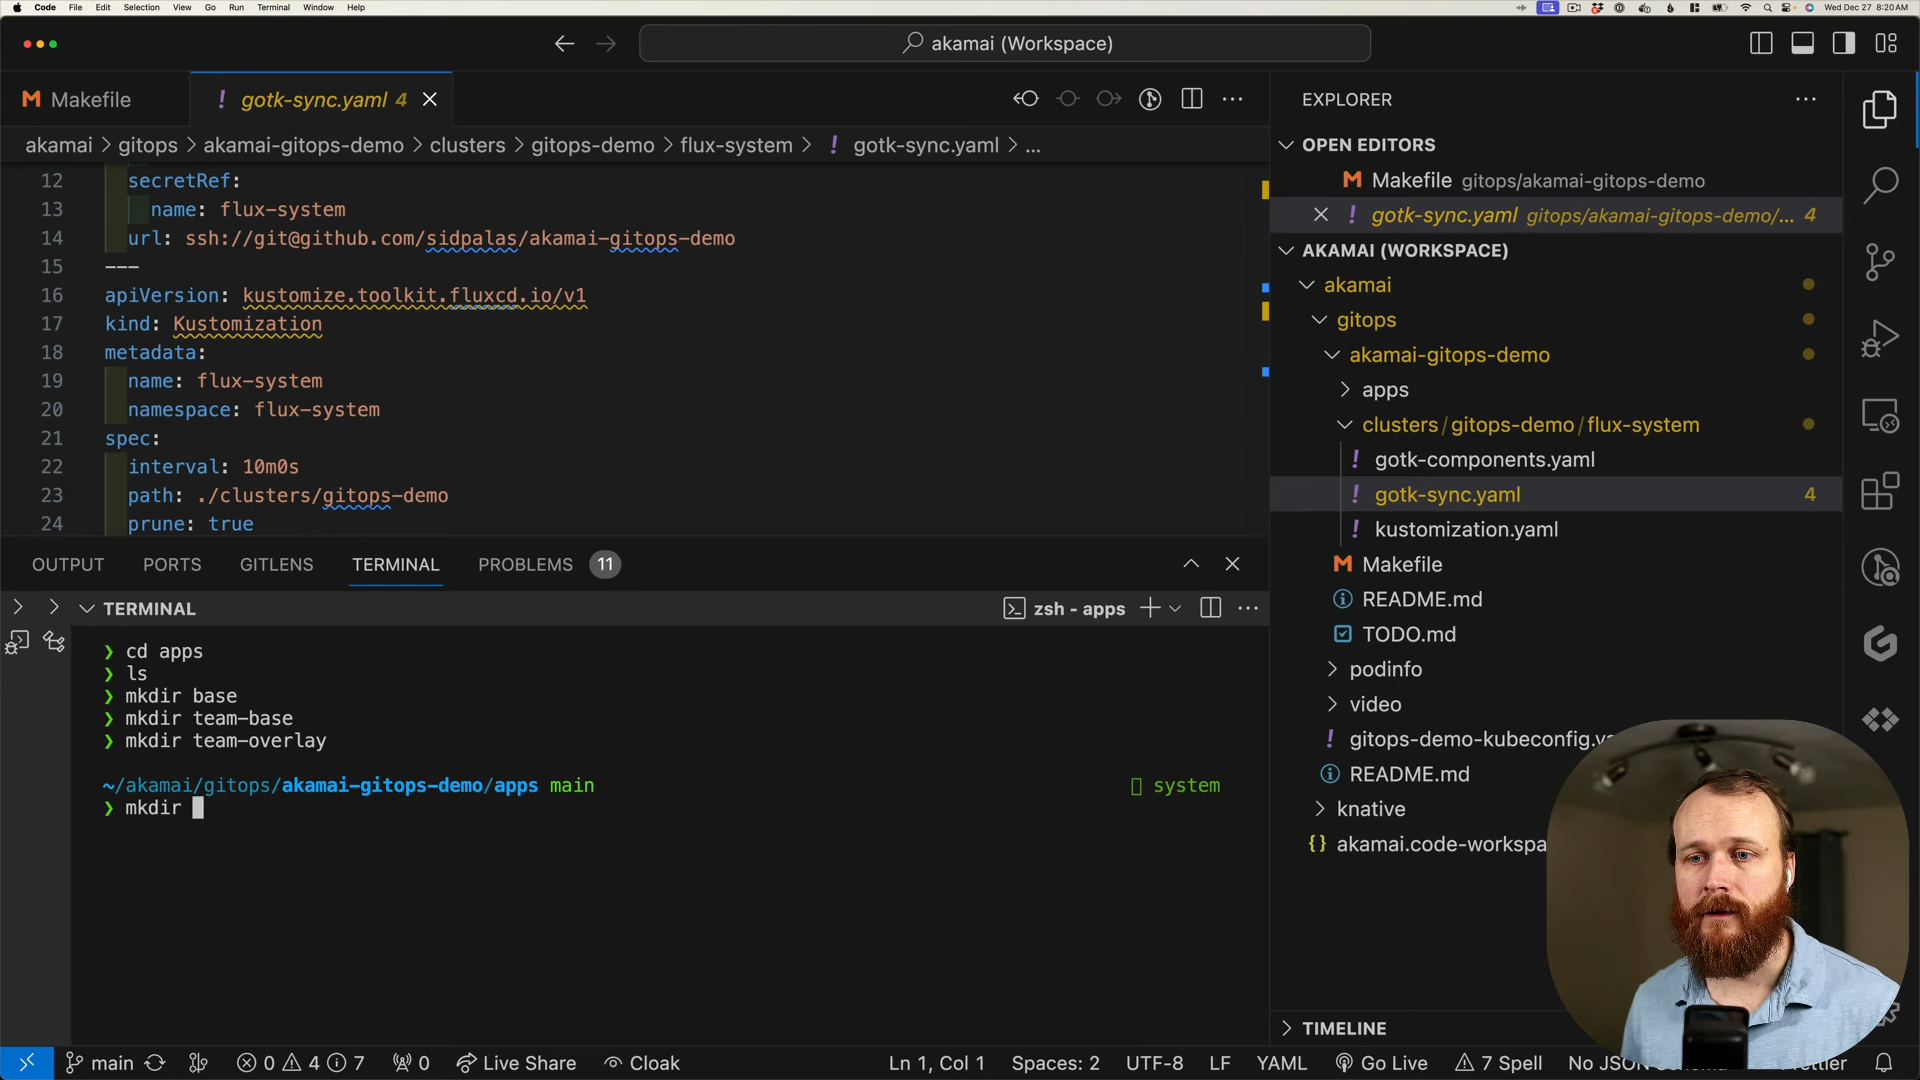 Code File Edit Selection View Go Run Terminal Window Help
Wed Dec 27 8:20 AM
akamai (Workspace)
Makefile
gotk-sync.yaml 4
akamai > gitops > akamai-gitops-demo > clusters > gitops-demo > flux-system > ! gotk-sync.yaml > ...
12 secretRef:
13 name: flux-system
14 url: ssh://git@github.com/sidpalas/akamai-gitops-demo
15 ---
16 apiVersion: kustomize.toolkit.fluxcd.io/v1
17 kind: Kustomization
18 metadata:
19 name: flux-system
20 namespace: flux-system
21 spec:
22 interval: 10m0s
23 path: ./clusters/gitops-demo
24 prune: true
OUTPUT PORTS GITLENS TERMINAL PROBLEMS 11
TERMINAL
zsh - apps
❯ cd apps
❯ ls
❯ mkdir base
❯ mkdir team-base
❯ mkdir team-overlay
~/akamai/gitops/akamai-gitops-demo/apps main
system
❯ mkdir
EXPLORER
OPEN EDITORS
Makefile gitops/akamai-gitops-demo
! gotk-sync.yaml gitops/akamai-gitops-demo/... 4
AKAMAI (WORKSPACE)
akamai
gitops
akamai-gitops-demo
apps
clusters / gitops-demo / flux-system
! gotk-components.yaml
! gotk-sync.yaml 4
! kustomization.yaml
Makefile
README.md
TODO.md
podinfo
video
! gitops-demo-kubeconfig.ya
README.md
knative
{} akamai.code-workspa
TIMELINE
main
0 4 7
0
Live Share
Cloak
Ln 1, Col 1
Spaces: 2
UTF-8
LF
YAML
Go Live
7 Spell
No JSON